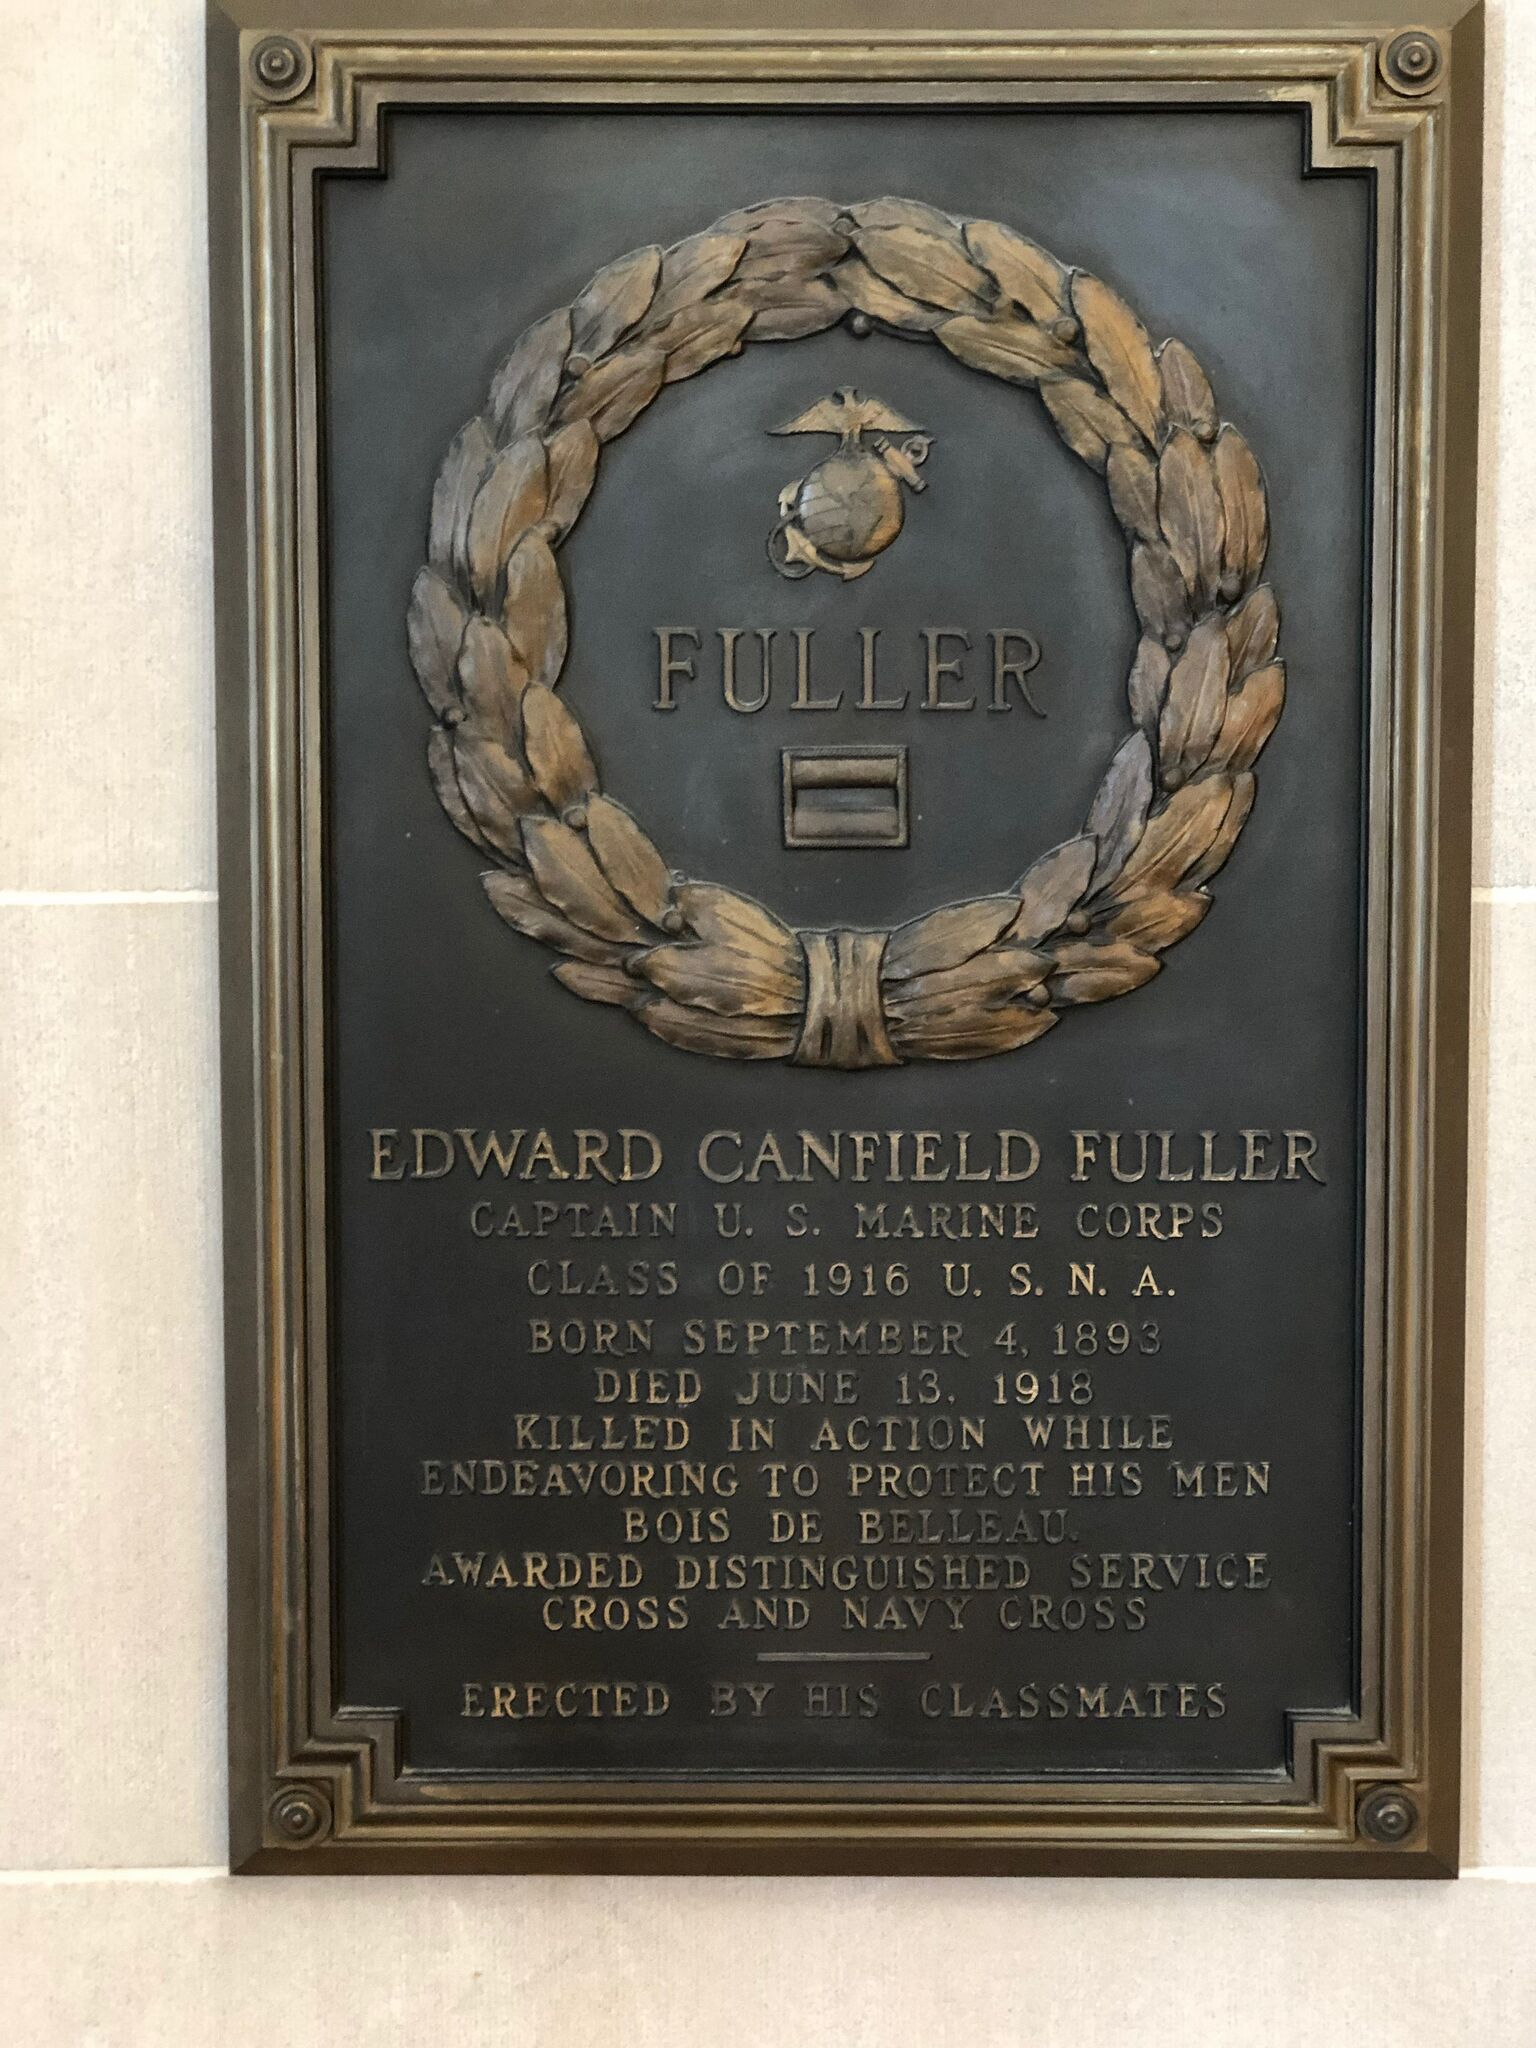 FULLER
EDWARD CANFIELD FULLER
CAPTAIN U. S. MARINE CORPS
CLASS OF 1916 U. S. N. A.
BORN SEPTEMBER 4, 1893
DIED JUNE 13, 1918
KILLED IN ACTION WHILE
ENDEAVORING TO PROTECT HIS MEN
BOIS DE BELLEAU.
AWARDED DISTINGUISHED SERVICE
CROSS AND NAVY CROSS
ERECTED BY HIS CLASSMATES